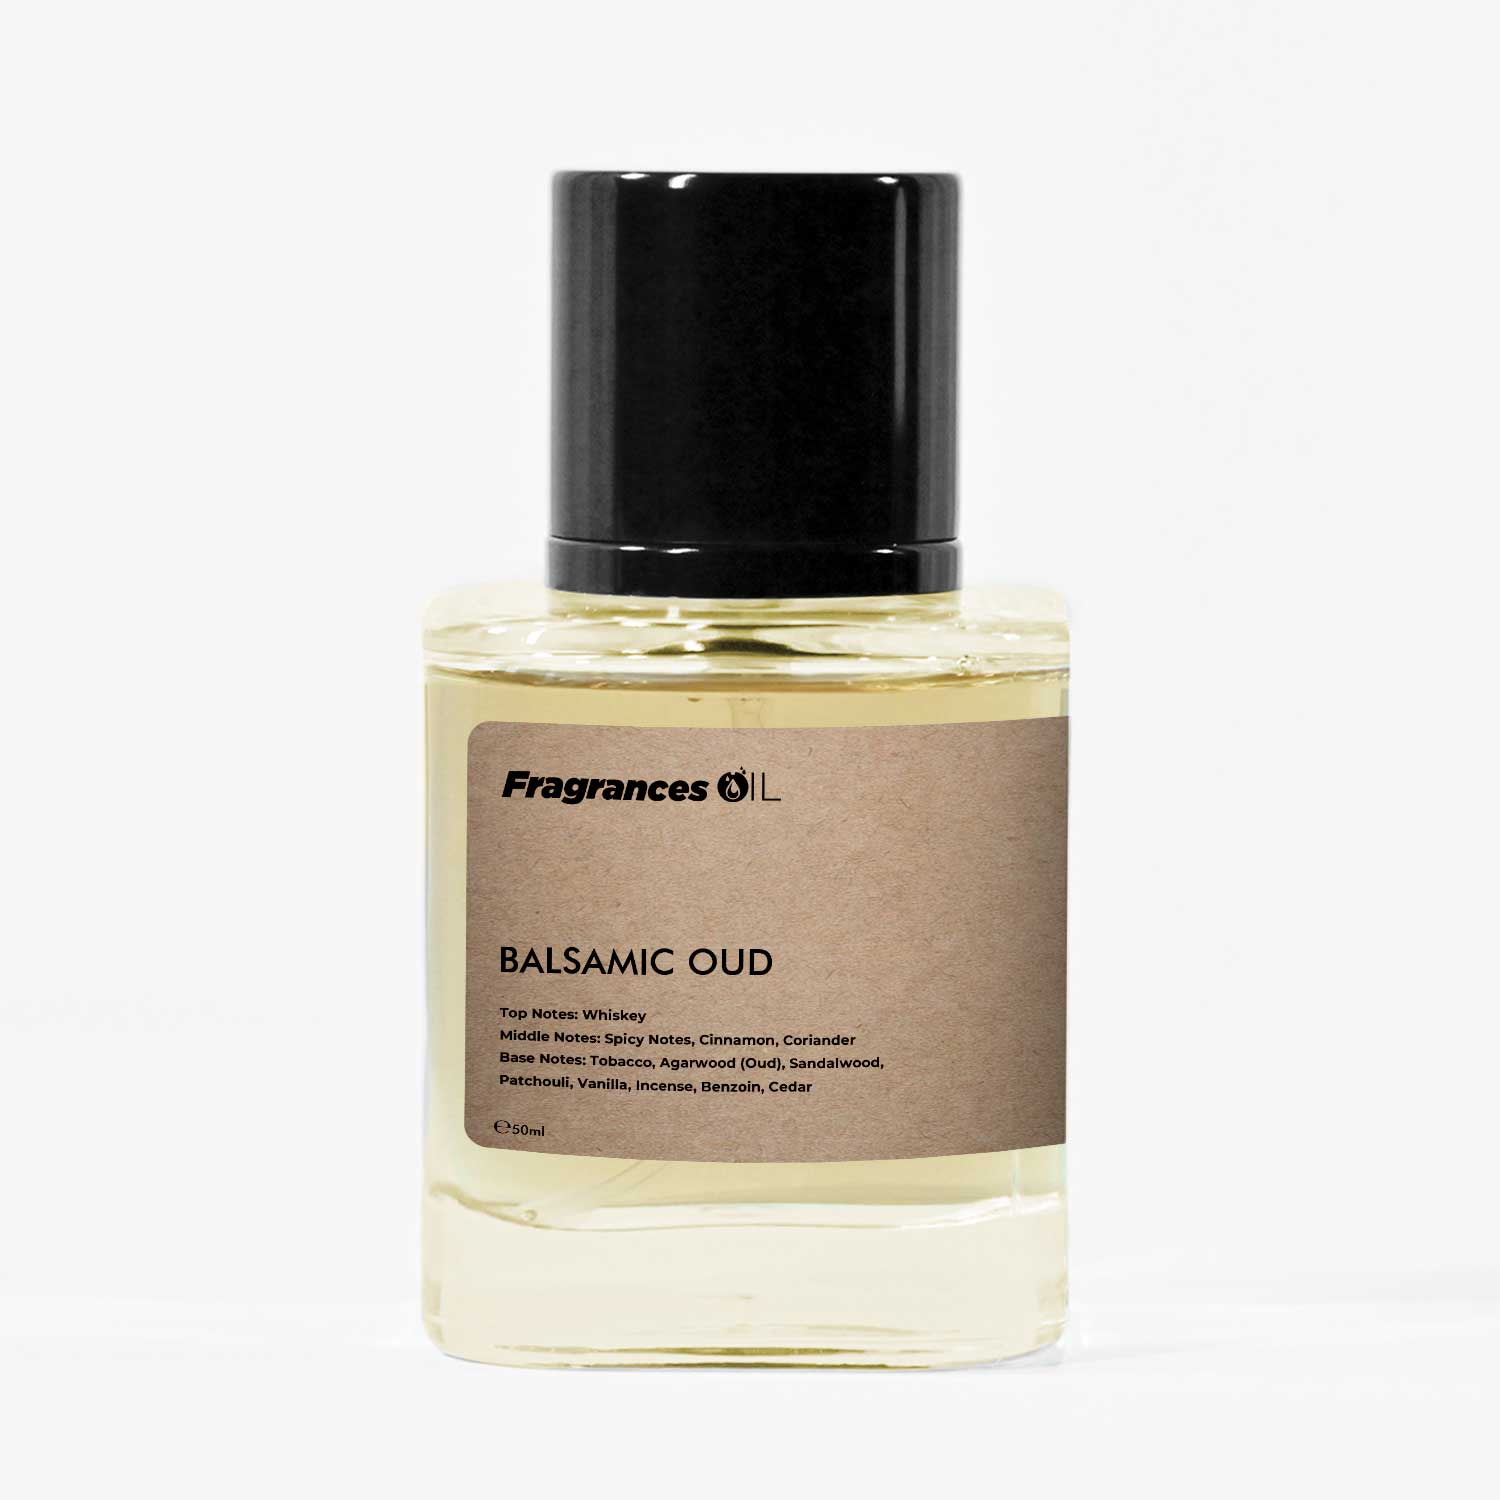 Fragrances OIL
BALSAMIC OUD
Top Notes: Whiskey
Middle Notes: Spicy Notes, Cinnamon, Coriander
Base Notes: Tobacco, Agarwood (Oud), Sandalwood,
Patchouli, Vanilla, Incense, Benzoin, Cedar
℮50ml